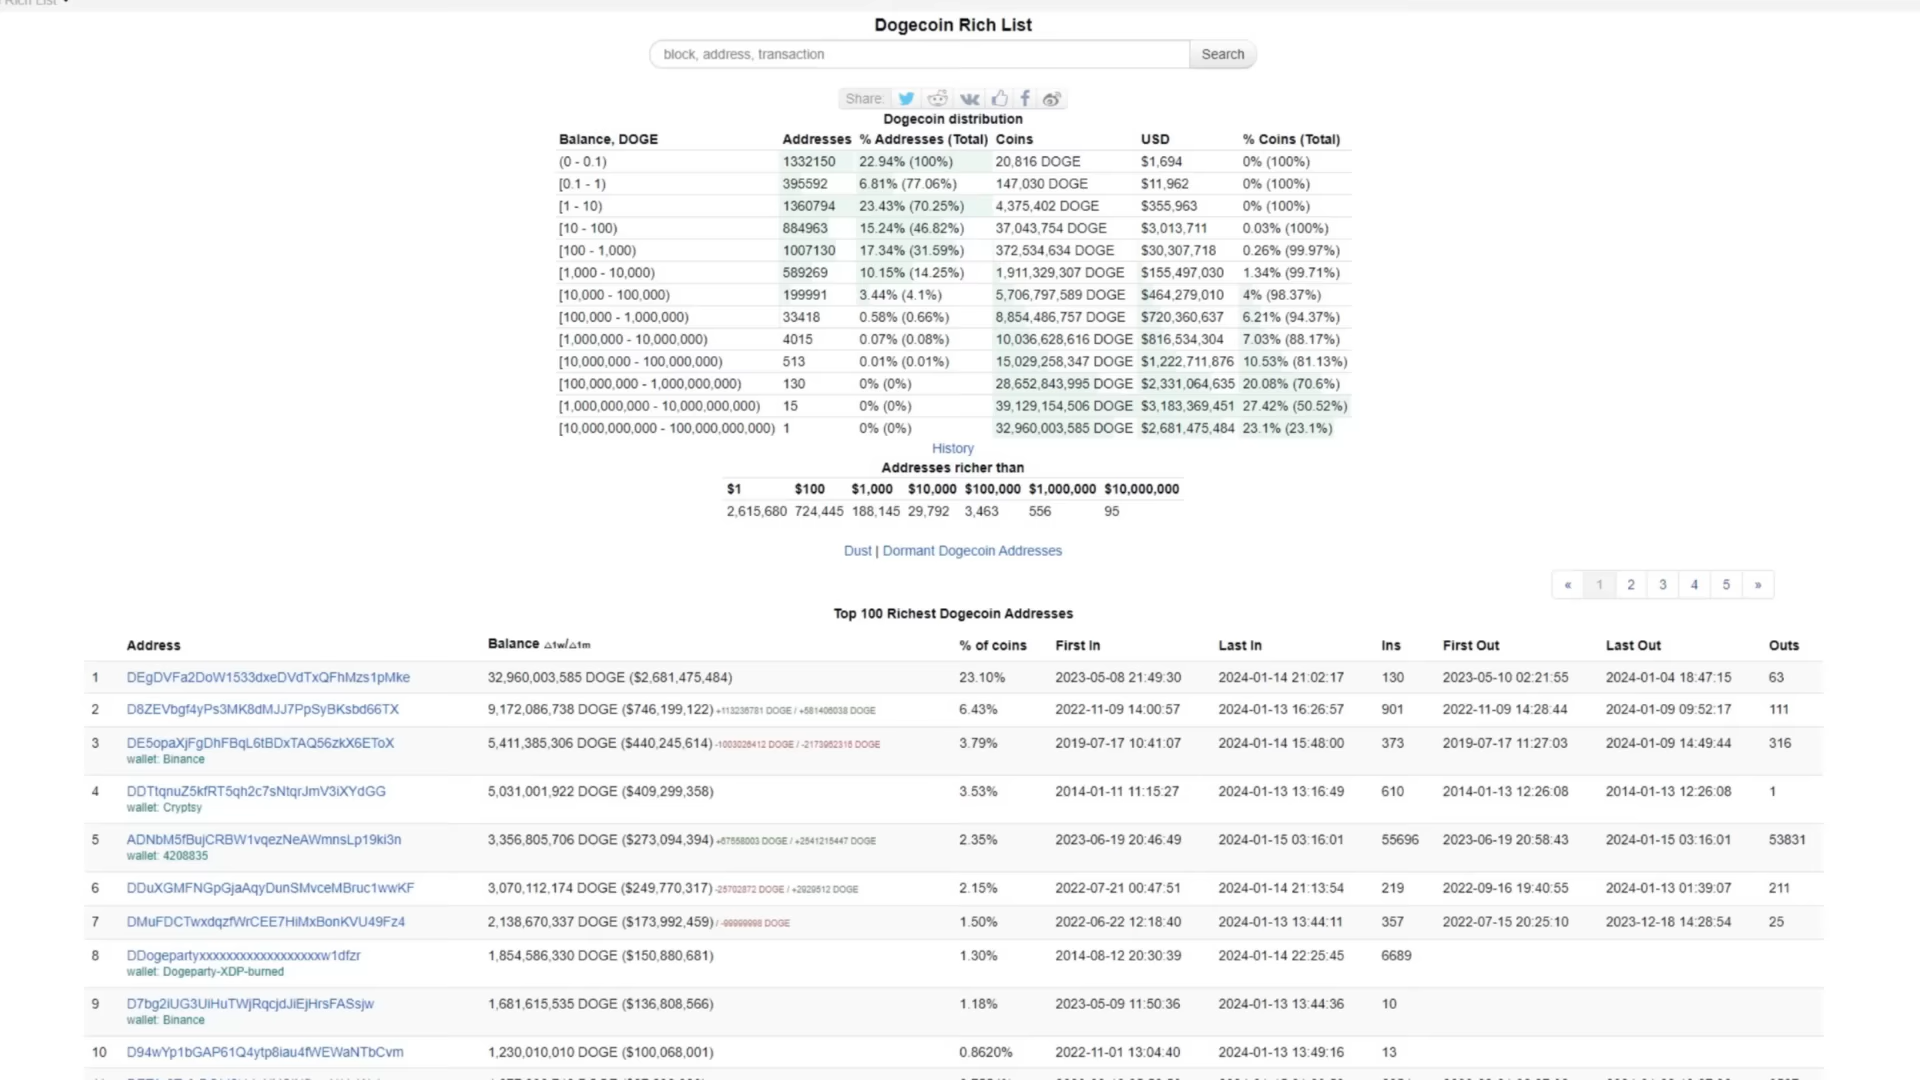 Rich List
Dogecoin Rich List
block, address, transaction Search
Share:
Dogecoin distribution
Balance, DOGE Addresses % Addresses (Total) Coins USD % Coins (Total)
(0 - 0.1) 1332150 22.94% (100%) 20,816 DOGE $1,694 0% (100%)
[0.1 - 1) 395592 6.81% (77.06%) 147,030 DOGE $11,962 0% (100%)
[1 - 10) 1360794 23.43% (70.25%) 4,375,402 DOGE $355,963 0% (100%)
[10 - 100) 884963 15.24% (46.82%) 37,043,754 DOGE $3,013,711 0.03% (100%)
[100 - 1,000) 1007130 17.34% (31.59%) 372,534,634 DOGE $30,307,718 0.26% (99.97%)
[1,000 - 10,000) 589269 10.15% (14.25%) 1,911,329,307 DOGE $155,497,030 1.34% (99.71%)
[10,000 - 100,000) 199991 3.44% (4.1%) 5,706,797,589 DOGE $464,279,010 4% (98.37%)
[100,000 - 1,000,000) 33418 0.58% (0.66%) 8,854,486,757 DOGE $720,360,637 6.21% (94.37%)
[1,000,000 - 10,000,000) 4015 0.07% (0.08%) 10,036,628,616 DOGE $816,534,304 7.03% (88.17%)
[10,000,000 - 100,000,000) 513 0.01% (0.01%) 15,029,258,347 DOGE $1,222,711,876 10.53% (81.13%)
[100,000,000 - 1,000,000,000) 130 0% (0%) 28,652,843,995 DOGE $2,331,064,635 20.08% (70.6%)
[1,000,000,000 - 10,000,000,000) 15 0% (0%) 39,129,154,506 DOGE $3,183,369,451 27.42% (50.52%)
[10,000,000,000 - 100,000,000,000) 1 0% (0%) 32,960,003,585 DOGE $2,681,475,484 23.1% (23.1%)
History
Addresses richer than
$1 $100 $1,000 $10,000 $100,000 $1,000,000 $10,000,000
2,615,680 724,445 188,145 29,792 3,463 556 95
Dust | Dormant Dogecoin Addresses
« 1 2 3 4 5 »
Top 100 Richest Dogecoin Addresses
Address Balance △1w/△1m % of coins First In Last In Ins First Out Last Out Outs
1 DEgDVFa2DoW1533dxeDVdTxQFhMzs1pMke 32,960,003,585 DOGE ($2,681,475,484) 23.10% 2023-05-08 21:49:30 2024-01-14 21:02:17 130 2023-05-10 02:21:55 2024-01-04 18:47:15 63
2 D8ZEVbgf4yPs3MK8dMJJ7PpSyBKsbd66TX 9,172,086,738 DOGE ($746,199,122) +113236781 DOGE / +581406038 DOGE 6.43% 2022-11-09 14:00:57 2024-01-13 16:26:57 901 2022-11-09 14:28:44 2024-01-09 09:52:17 111
3 DE5opaXjFgDhFBqL6tBDxTAQ56zkX6EToX 5,411,385,306 DOGE ($440,245,614) -1003026412 DOGE / -2173952316 DOGE 3.79% 2019-07-17 10:41:07 2024-01-14 15:48:00 373 2019-07-17 11:27:03 2024-01-09 14:49:44 316
wallet: Binance
4 DDTtqnuZ5kfRT5qh2c7sNtqrJmV3iXYdGG 5,031,001,922 DOGE ($409,299,358) 3.53% 2014-01-11 11:15:27 2024-01-13 13:16:49 610 2014-01-13 12:26:08 2014-01-13 12:26:08 1
wallet: Cryptsy
5 ADNbM5fBujCRBW1vqezNeAWmnsLp19ki3n 3,356,805,706 DOGE ($273,094,394) +67558003 DOGE / +2541215447 DOGE 2.35% 2023-06-19 20:46:49 2024-01-15 03:16:01 55696 2023-06-19 20:58:43 2024-01-15 03:16:01 53831
wallet: 4208835
6 DDuXGMFNGpGjaAqyDunSMvceMBruc1wwKF 3,070,112,174 DOGE ($249,770,317) -25702872 DOGE / +2929512 DOGE 2.15% 2022-07-21 00:47:51 2024-01-14 21:13:54 219 2022-09-16 19:40:55 2024-01-13 01:39:07 211
7 DMuFDCTwxdqzfWrCEE7HiMxBonKVU49Fz4 2,138,670,337 DOGE ($173,992,459) / -99999998 DOGE 1.50% 2022-06-22 12:18:40 2024-01-13 13:44:11 357 2022-07-15 20:25:10 2023-12-18 14:28:54 25
8 DDogepartyxxxxxxxxxxxxxxxxxxw1dfzr 1,854,586,330 DOGE ($150,880,681) 1.30% 2014-08-12 20:30:39 2024-01-14 22:25:45 6689
wallet: Dogeparty-XDP-burned
9 D7bg2iUG3UiHuTWjRqcjdJiEjHrsFASsjw 1,681,615,535 DOGE ($136,808,566) 1.18% 2023-05-09 11:50:36 2024-01-13 13:44:36 10
wallet: Binance
10 D94wYp1bGAP61Q4ytp8iau4fWEWaNTbCvm 1,230,010,010 DOGE ($100,068,001) 0.8620% 2022-11-01 13:04:40 2024-01-13 13:49:16 13